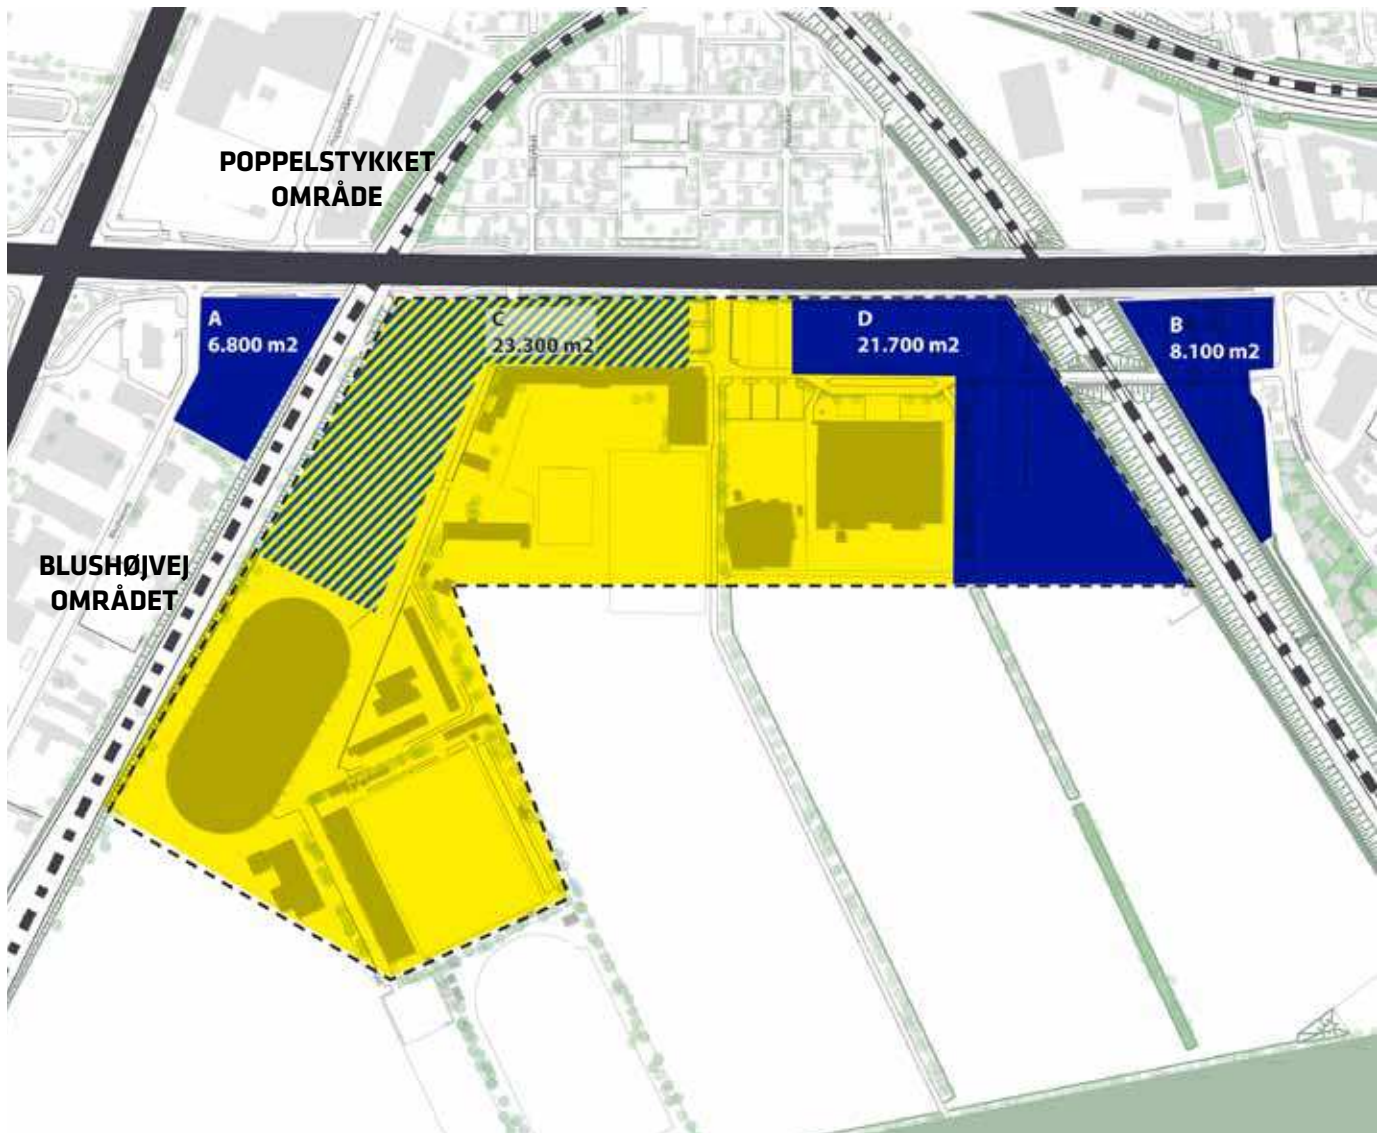 POPPELSTYKKET
OMRÅDE
A
6.800 m2
C
23.300 m2
D
21.700 m2
B
8.100 m2
BLUSHØJVEJ
OMRÅDET